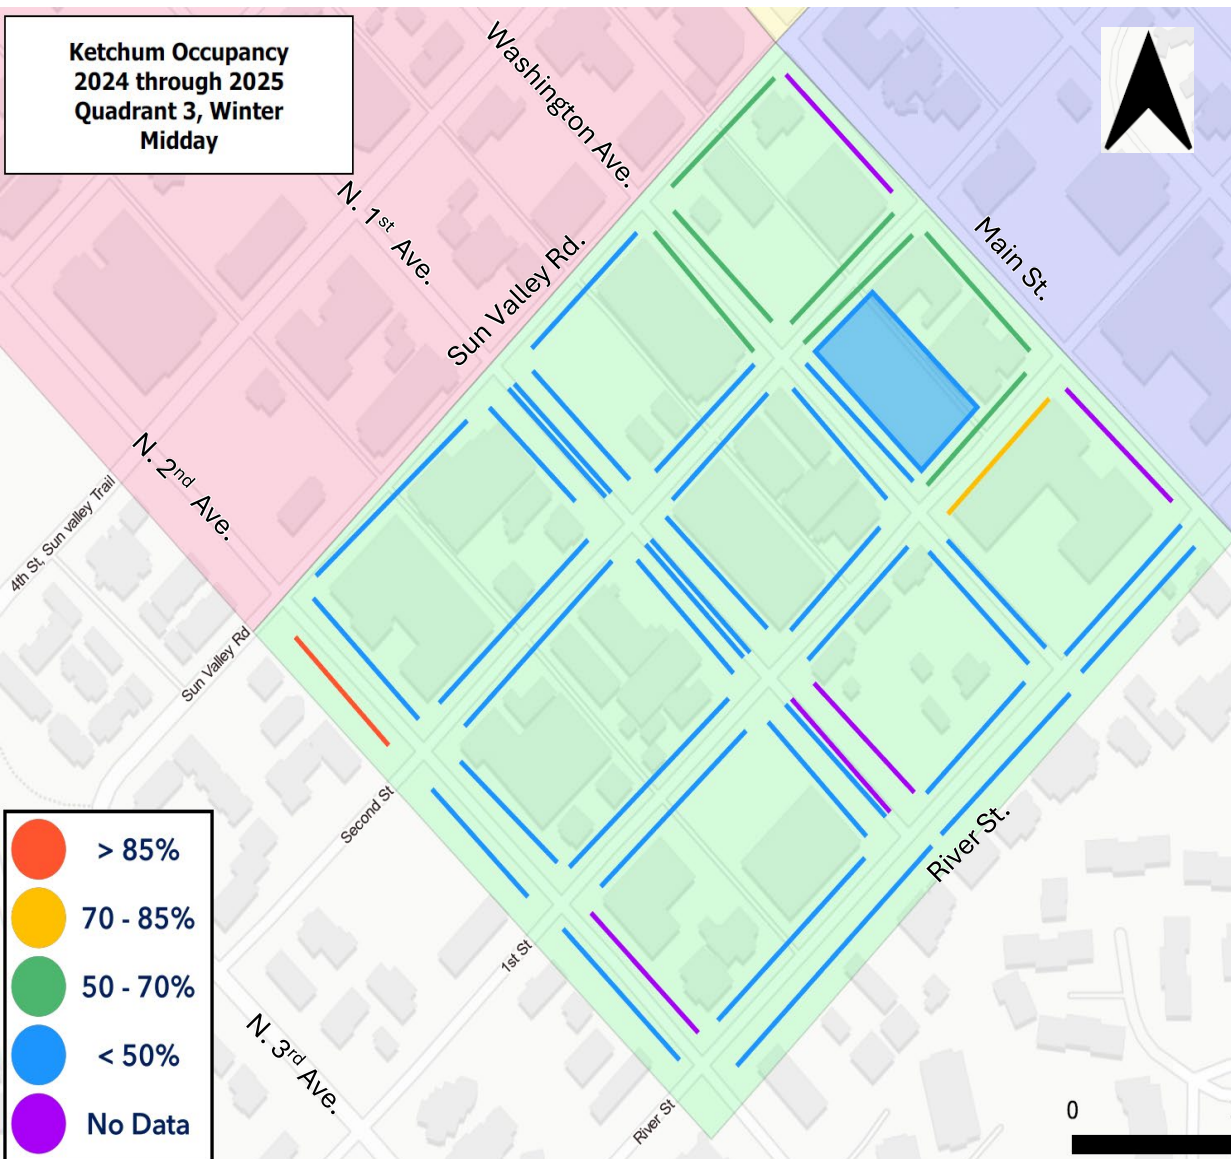 Ketchum Occupancy
2024 through 2025
Quadrant 3, Winter
Midday
Washington Ave.
N. 1st Ave.
Sun Valley Rd.
Main St.
N. 2nd Ave.
4th St, Sun valley Trail
Sun Valley Rd
Second St
1st St
River St.
N. 3rd Ave.
River St
> 85%
70 - 85%
50 - 70%
< 50%
No Data
0